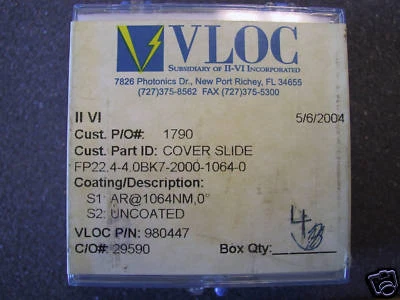 VLOC
SUBSIDIARY OF II-VI INCORPORATED
7826 Photonics Dr., New Port Richey, FL 34655
(727)375-8562 FAX (727)375-5300
II VI 5/6/2004
Cust. P/O#: 1790
Cust. Part ID: COVER SLIDE
FP22.4-4.0BK7-2000-1064-0
Coating/Description:
S1: AR@1064NM,0°
S2: UNCOATED
VLOC P/N: 980447
C/O#: 29590 Box Qty:
4